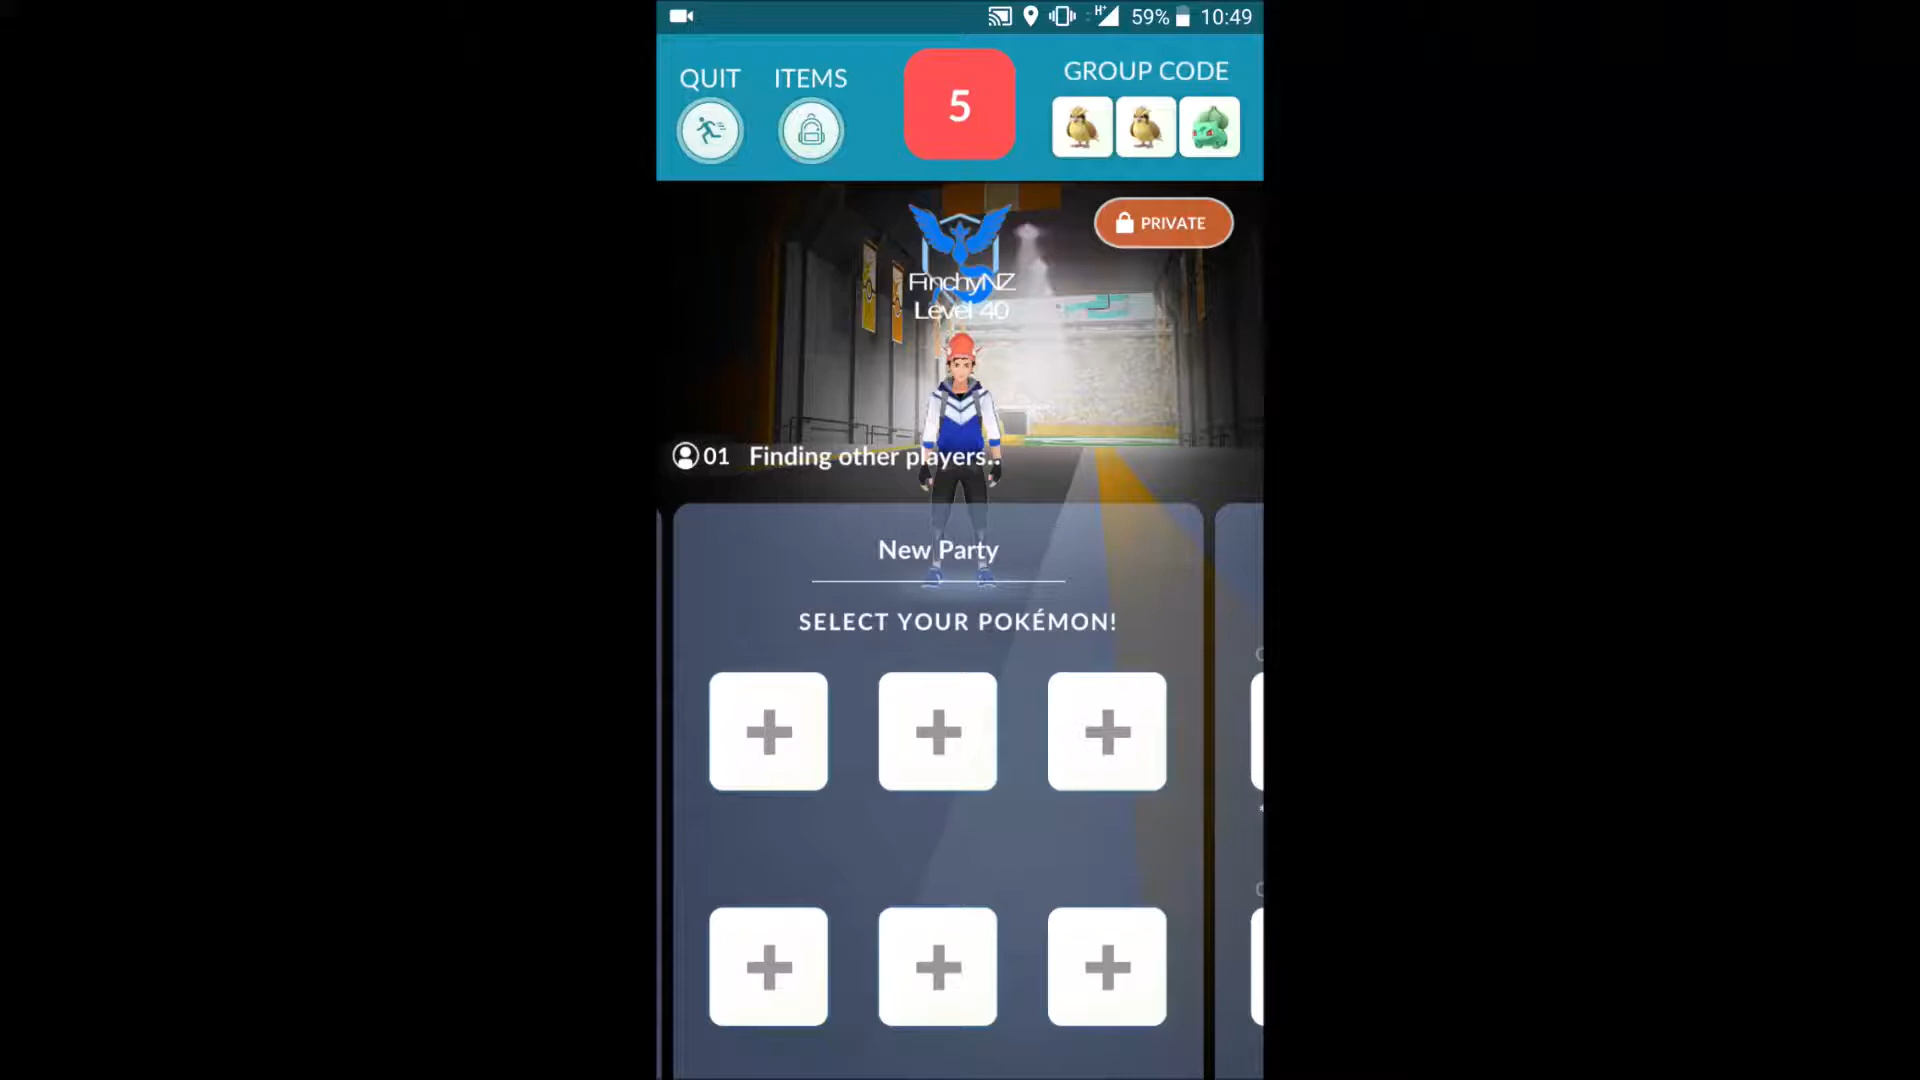 H+ 59% 10:49
QUIT ITEMS 5 GROUP CODE
PRIVATE
FinchyNZ
Level 40
01 Finding other players..
New Party
SELECT YOUR POKÉMON!